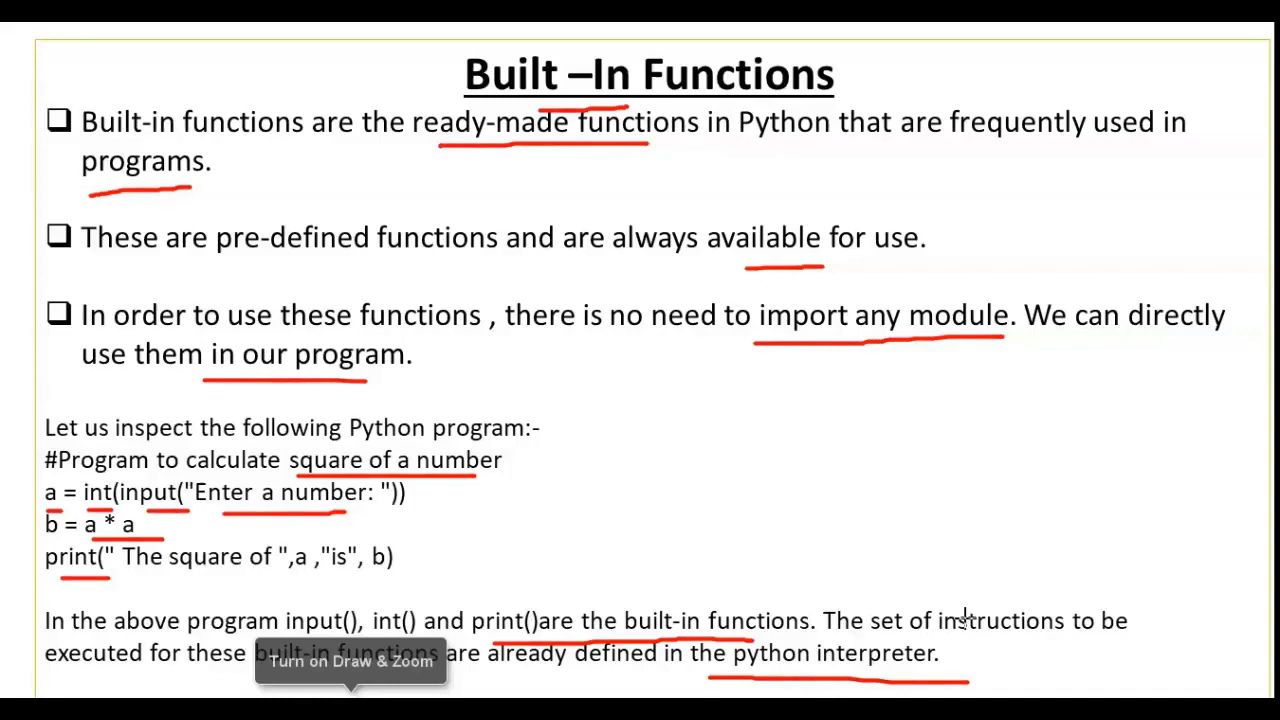 Built –In Functions
Built-in functions are the ready-made functions in Python that are frequently used in
programs.
These are pre-defined functions and are always available for use.
In order to use these functions , there is no need to import any module. We can directly
use them in our program.
Let us inspect the following Python program:-
#Program to calculate square of a number
a = int(input("Enter a number: "))
b = a * a
print(" The square of ",a ,"is", b)
In the above program input(), int() and print()are the built-in functions. The set of instructions to be
executed for these built-in functions are already defined in the python interpreter.
Turn on Draw & Zoom